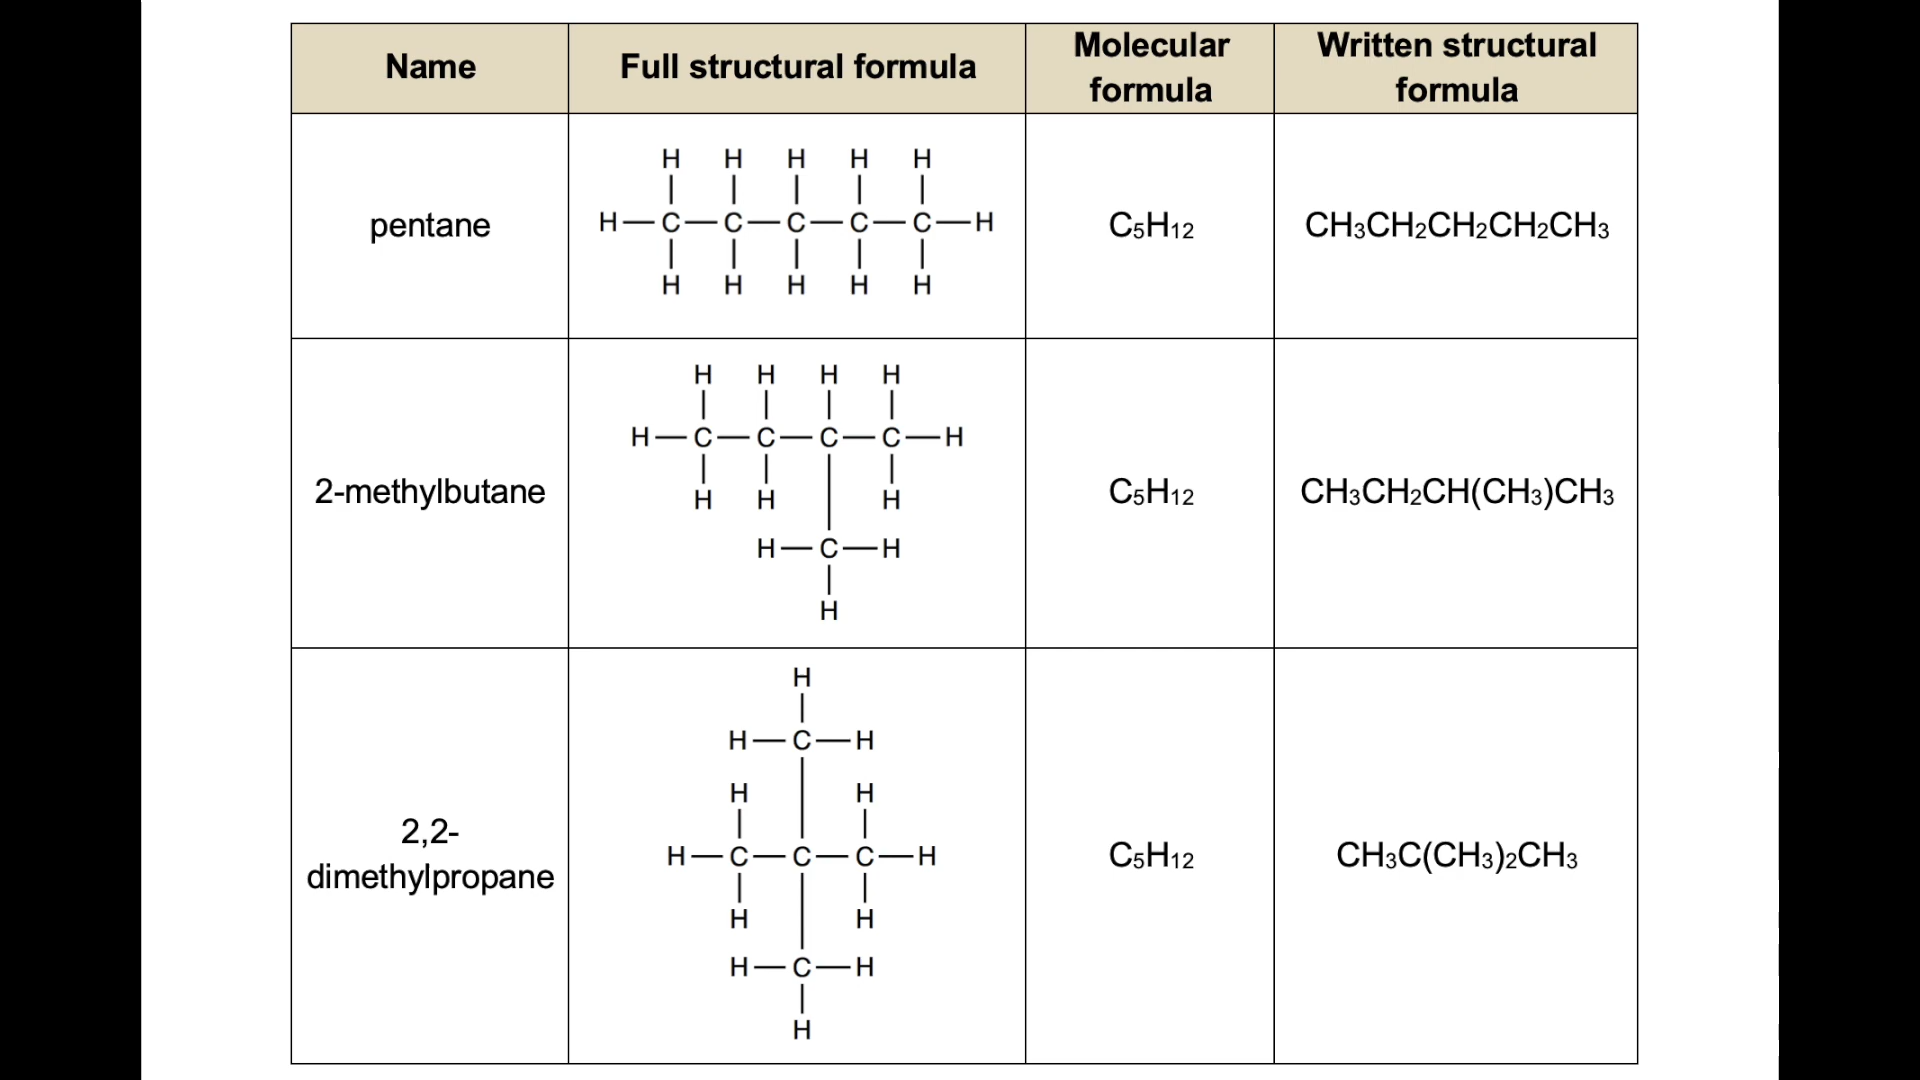 Name
Full structural formula
Molecular
formula
Written structural
formula
pentane
H H H H H
H—C—C—C—C—C—H
H H H H H
C₅H₁₂
CH₃CH₂CH₂CH₂CH₃
2-methylbutane
H H H H
H—C—C—C—C—H
H H H
H—C—H
H
C₅H₁₂
CH₃CH₂CH(CH₃)CH₃
2,2-
dimethylpropane
H
H—C—H
H H
H—C—C—C—H
H H
H—C—H
H
C₅H₁₂
CH₃C(CH₃)₂CH₃